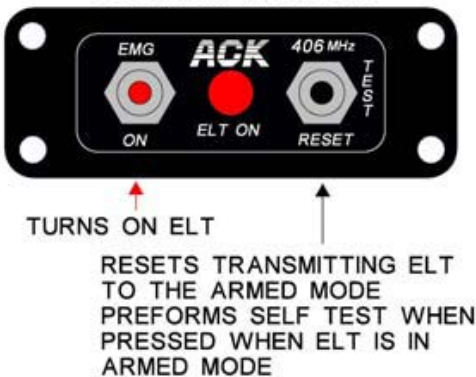 EMG
ACK
406 MHz
TEST
ON
ELT ON
RESET
TURNS ON ELT
RESETS TRANSMITTING ELT
TO THE ARMED MODE
PREFORMS SELF TEST WHEN
PRESSED WHEN ELT IS IN
ARMED MODE